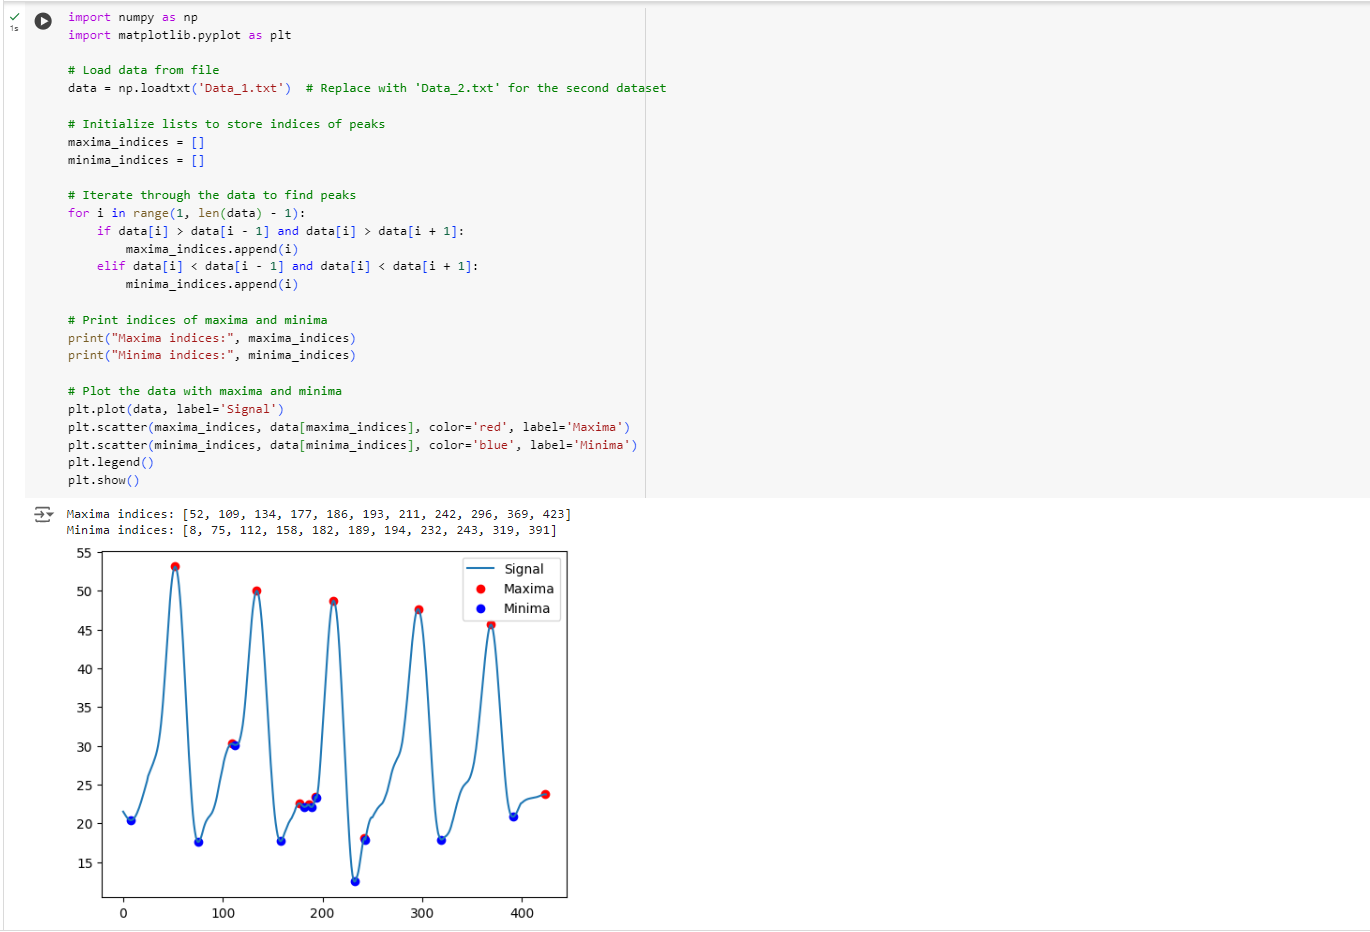 1s
import numpy as np
import matplotlib.pyplot as plt
# Load data from file
data = np.loadtxt('Data_1.txt')  # Replace with 'Data_2.txt' for the second dataset
# Initialize lists to store indices of peaks
maxima_indices = []
minima_indices = []
# Iterate through the data to find peaks
for i in range(1, len(data) - 1):
    if data[i] > data[i - 1] and data[i] > data[i + 1]:
        maxima_indices.append(i)
    elif data[i] < data[i - 1] and data[i] < data[i + 1]:
        minima_indices.append(i)
# Print indices of maxima and minima
print("Maxima indices:", maxima_indices)
print("Minima indices:", minima_indices)
# Plot the data with maxima and minima
plt.plot(data, label='Signal')
plt.scatter(maxima_indices, data[maxima_indices], color='red', label='Maxima')
plt.scatter(minima_indices, data[minima_indices], color='blue', label='Minima')
plt.legend()
plt.show()
Maxima indices: [52, 109, 134, 177, 186, 193, 211, 242, 296, 369, 423]
Minima indices: [8, 75, 112, 158, 182, 189, 194, 232, 243, 319, 391]
55
50
45
40
35
30
25
20
15
Signal
Maxima
Minima
0 100 200 300 400